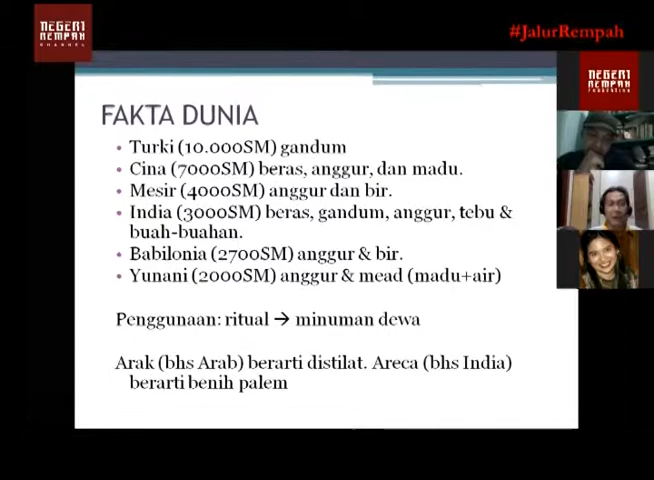 NEGERI
REMPAH
CHANNEL
#JalurRempah
NEGERI
REMPAH
FOUNDATION
FAKTA DUNIA
• Turki (10.000SM) gandum
• Cina (7000SM) beras, anggur, dan madu.
• Mesir (4000SM) anggur dan bir.
• India (3000SM) beras, gandum, anggur, tebu &
buah-buahan.
• Babilonia (2700SM) anggur & bir.
• Yunani (2000SM) anggur & mead (madu+air)
Penggunaan: ritual → minuman dewa
Arak (bhs Arab) berarti distilat. Areca (bhs India)
berarti benih palem